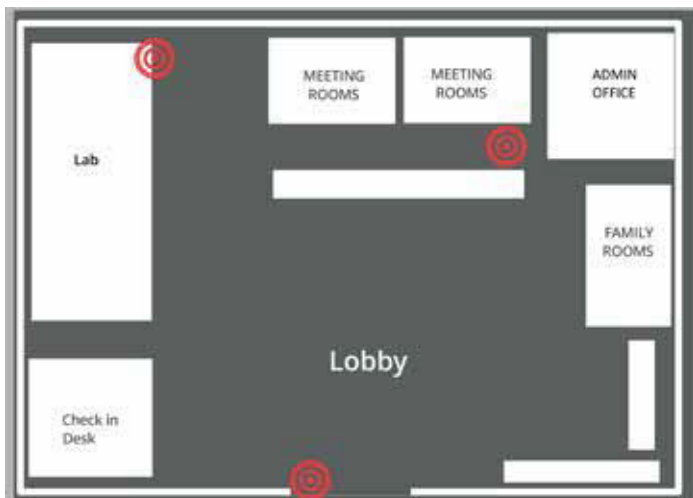 MEETING
ROOMS
MEETING
ROOMS
ADMIN
OFFICE
Lab
FAMILY
ROOMS
Lobby
Check in
Desk